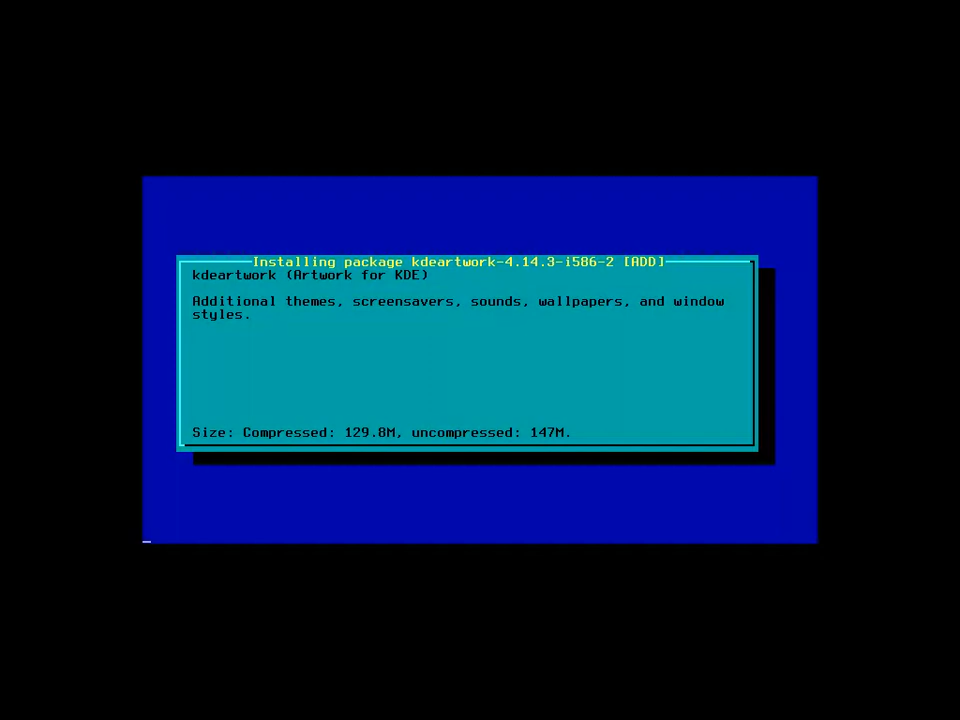 Installing package kdeartwork-4.14.3-i586-2 [ADD]
kdeartwork (Artwork for KDE)
Additional themes, screensavers, sounds, wallpapers, and window
styles.
Size: Compressed: 129.8M, uncompressed: 147M.